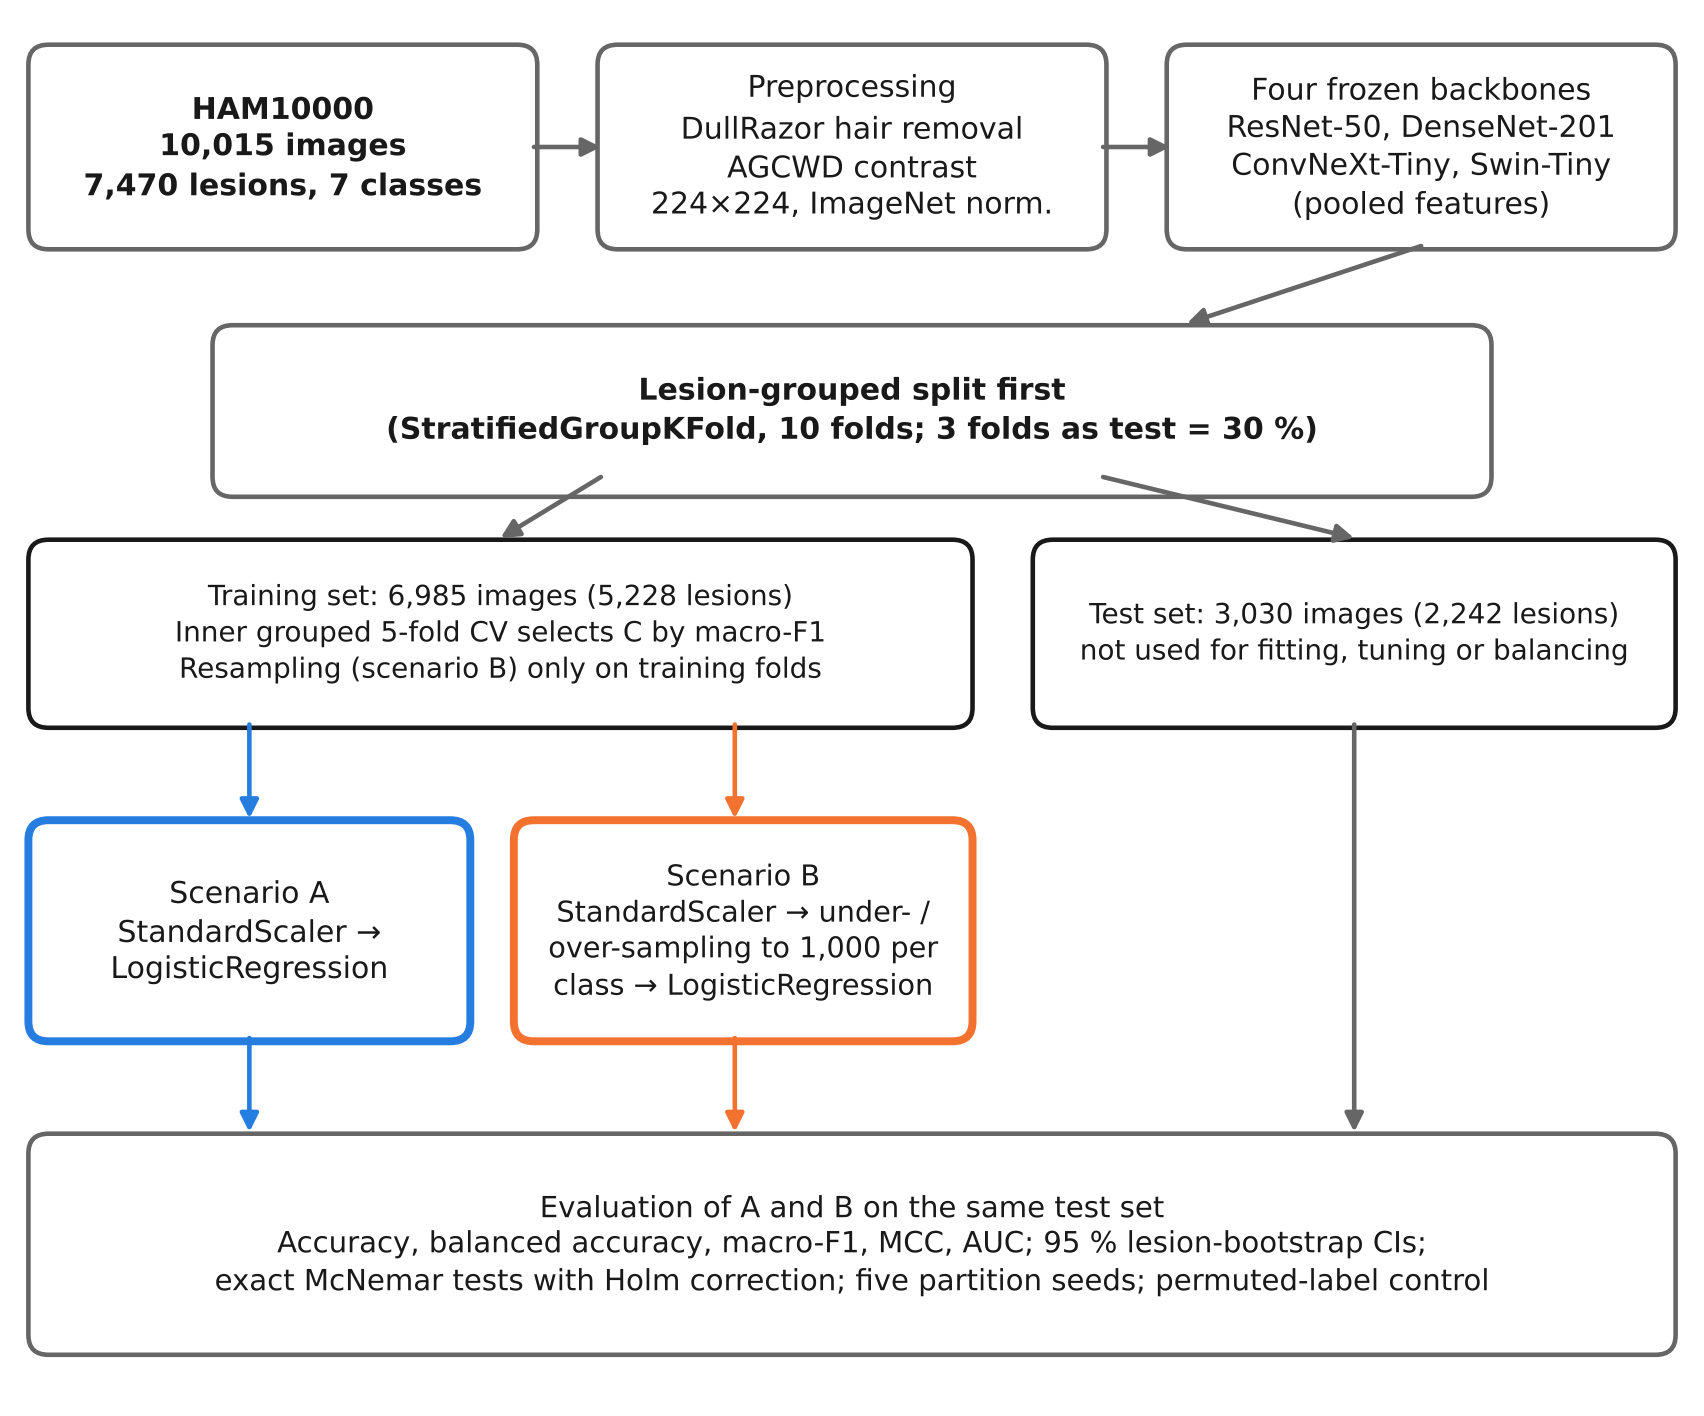 HAM10000
10,015 images
7,470 lesions, 7 classes
Preprocessing
DullRazor hair removal
AGCWD contrast
224×224, ImageNet norm.
Four frozen backbones
ResNet-50, DenseNet-201
ConvNeXt-Tiny, Swin-Tiny
(pooled features)
Lesion-grouped split first
(StratifiedGroupKFold, 10 folds; 3 folds as test = 30 %)
Training set: 6,985 images (5,228 lesions)
Inner grouped 5-fold CV selects C by macro-F1
Resampling (scenario B) only on training folds
Test set: 3,030 images (2,242 lesions)
not used for fitting, tuning or balancing
Scenario A
StandardScaler →
LogisticRegression
Scenario B
StandardScaler → under- /
over-sampling to 1,000 per
class → LogisticRegression
Evaluation of A and B on the same test set
Accuracy, balanced accuracy, macro-F1, MCC, AUC; 95 % lesion-bootstrap CIs;
exact McNemar tests with Holm correction; five partition seeds; permuted-label control